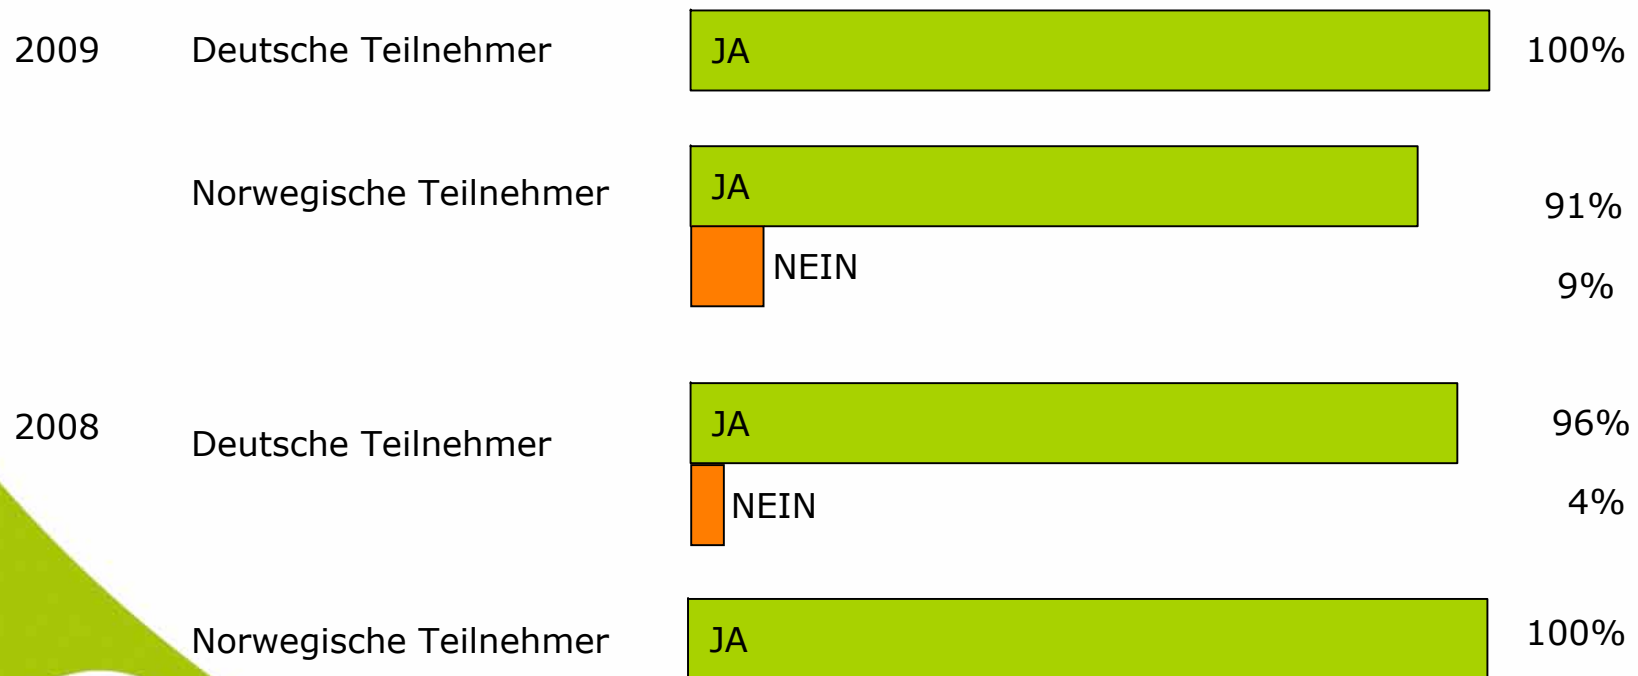 2009 Deutsche Teilnehmer JA 100%
Norwegische Teilnehmer JA 91%
NEIN 9%
2008 Deutsche Teilnehmer JA 96%
NEIN 4%
Norwegische Teilnehmer JA 100%